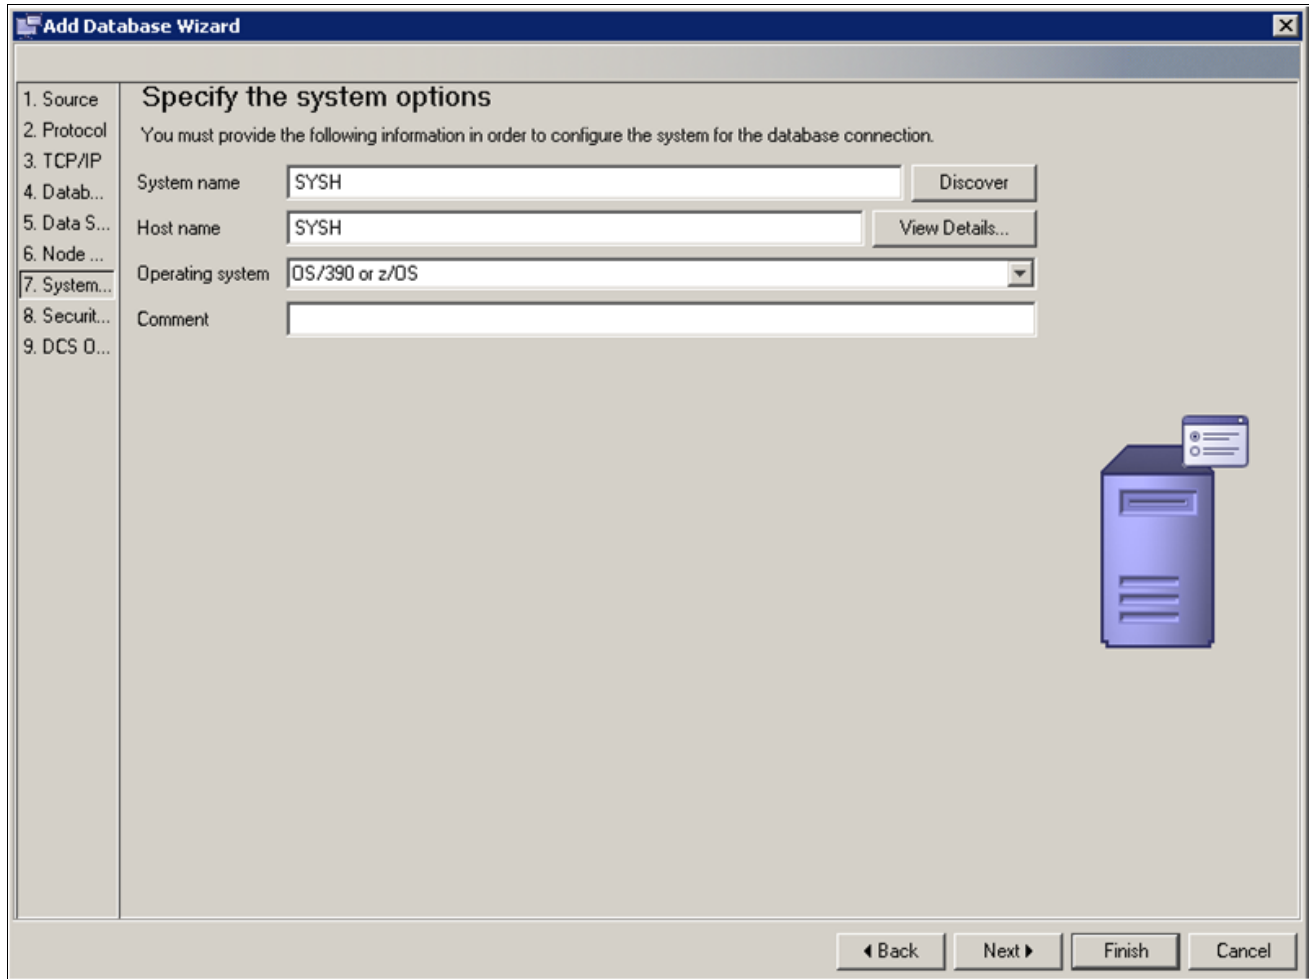 Add Database Wizard
1. Source
2. Protocol
3. TCP/IP
4. Datab...
5. Data S...
6. Node ...
7. System...
8. Securit...
9. DCS O...
Specify the system options
You must provide the following information in order to configure the system for the database connection.
System name SYSH Discover
Host name SYSH View Details...
Operating system OS/390 or z/OS
Comment
Back Next Finish Cancel